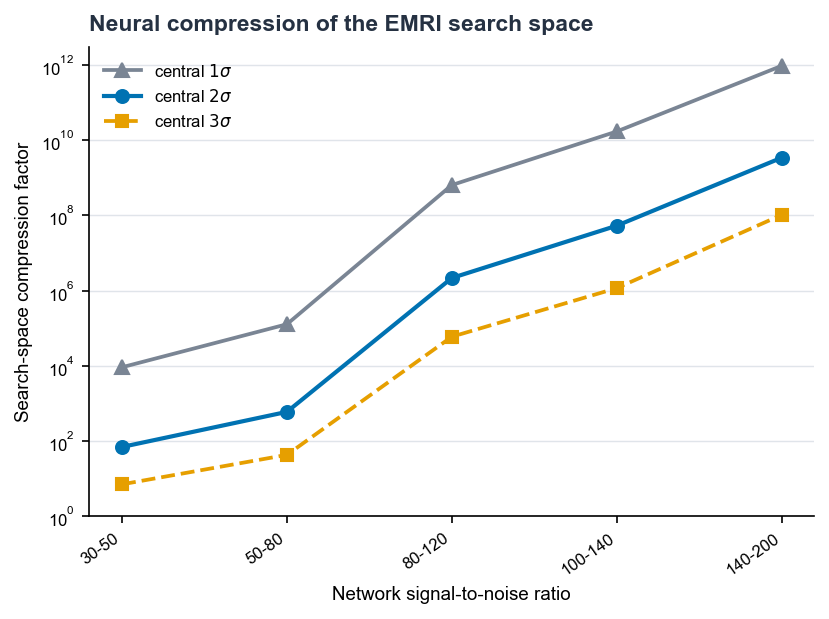 Neural compression of the EMRI search space
central 1σ
central 2σ
central 3σ
Search-space compression factor
10^12
10^10
10^8
10^6
10^4
10^2
10^0
30-50
50-80
80-120
100-140
140-200
Network signal-to-noise ratio